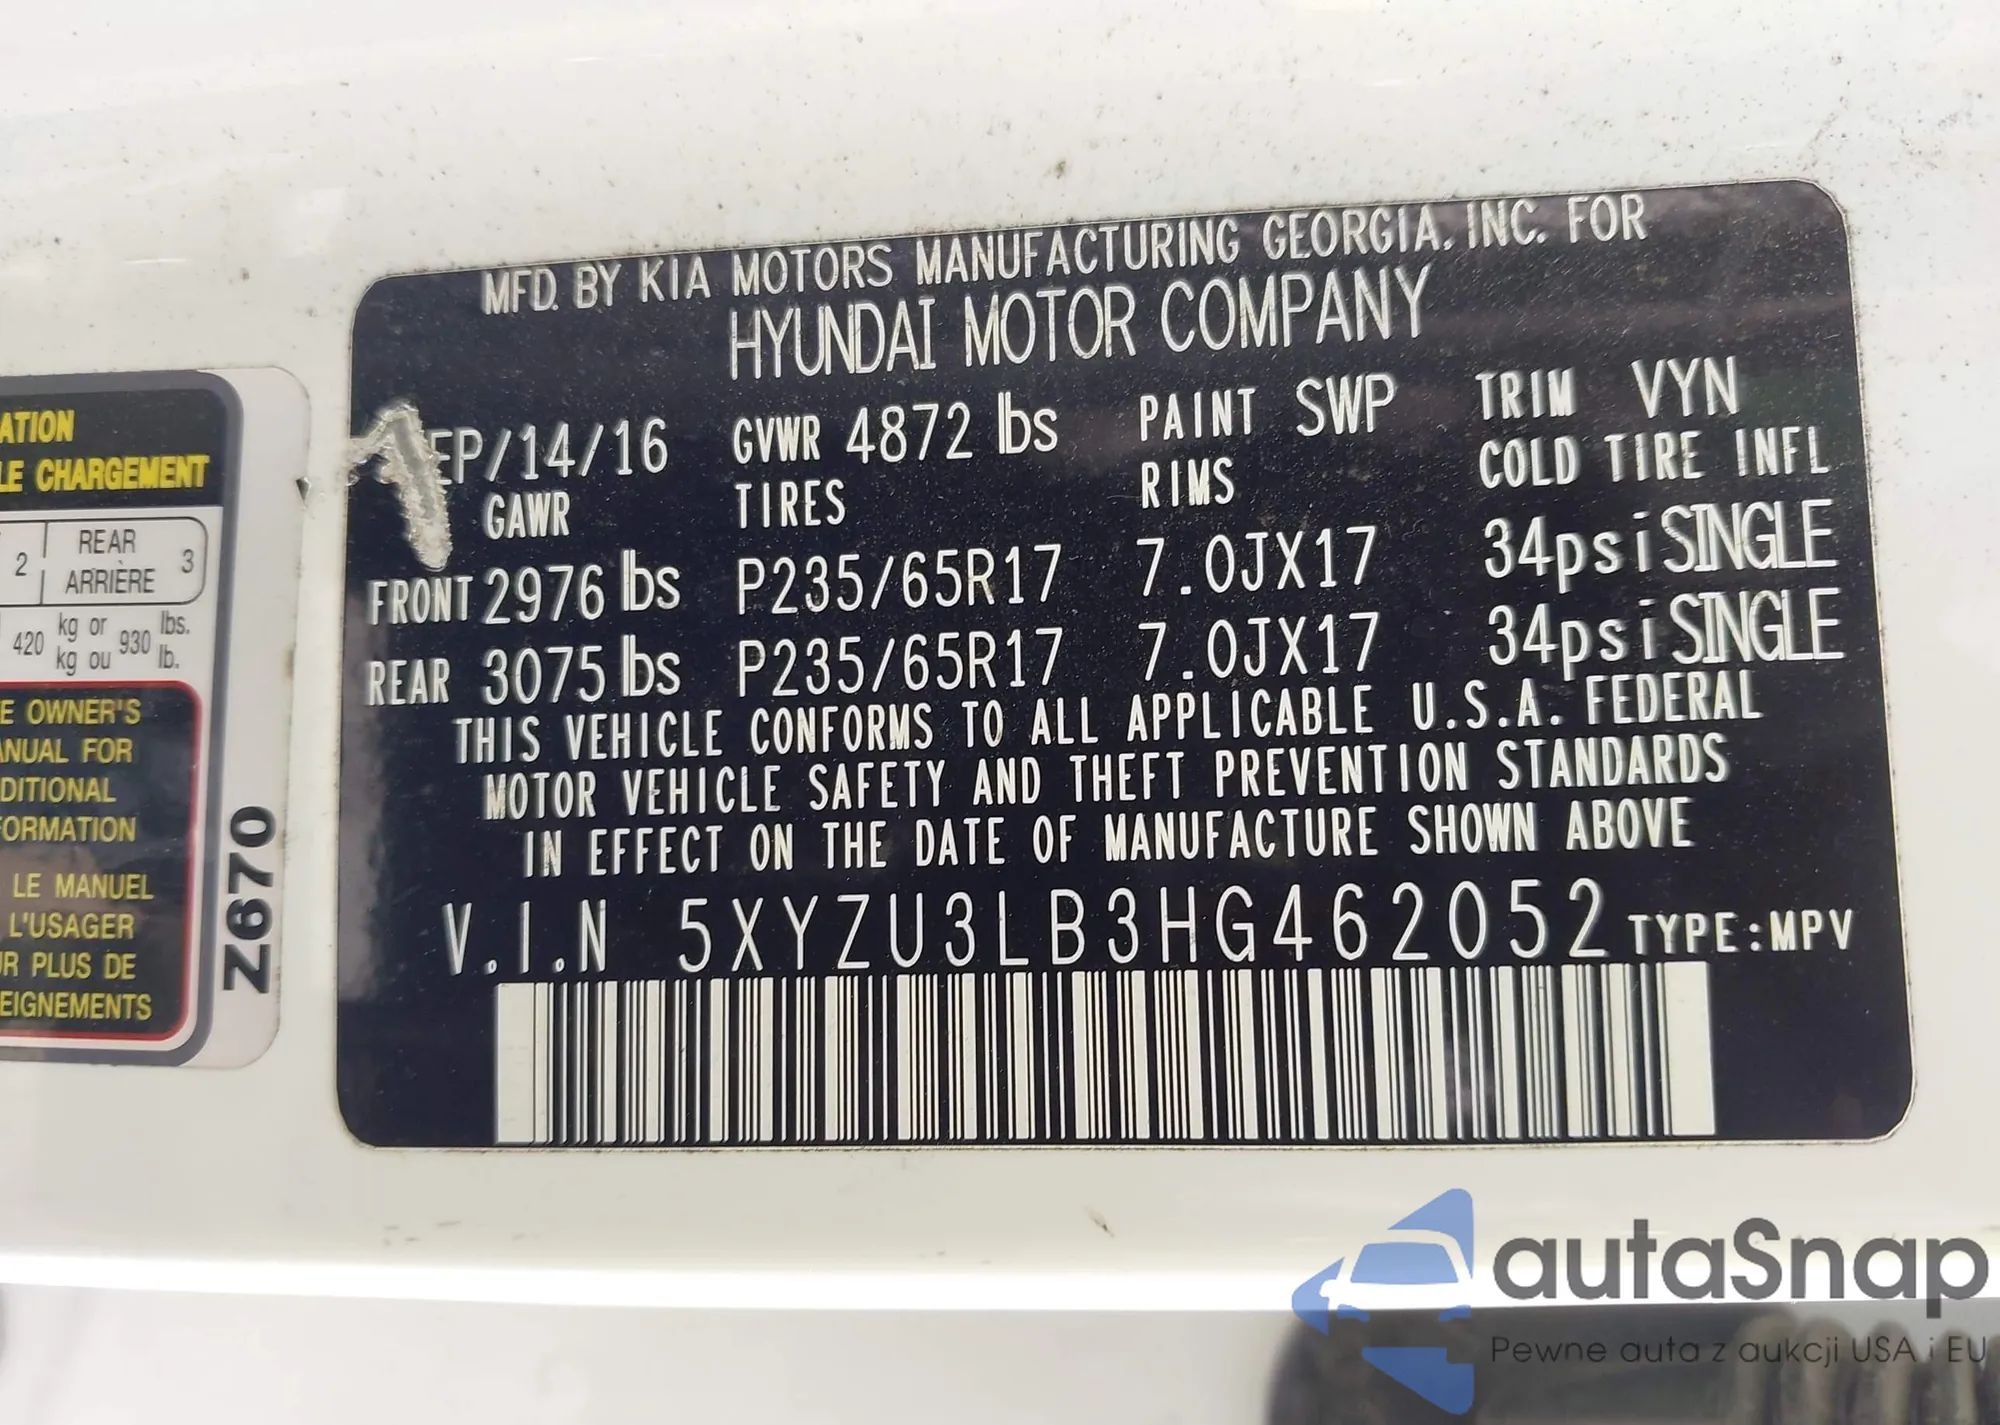 MFD. BY KIA MOTORS MANUFACTURING GEORGIA. INC. FOR
HYUNDAI MOTOR COMPANY
EP/14/16 GVWR 4872 lbs PAINT SWP TRIM VYN
GAWR TIRES RIMS COLD TIRE INFL
FRONT 2976 lbs P235/65R17 7.0JX17 34psi SINGLE
REAR 3075 lbs P235/65R17 7.0JX17 34psi SINGLE
THIS VEHICLE CONFORMS TO ALL APPLICABLE U.S.A. FEDERAL
MOTOR VEHICLE SAFETY AND THEFT PREVENTION STANDARDS
IN EFFECT ON THE DATE OF MANUFACTURE SHOWN ABOVE
V.I.N 5XYZU3LB3HG462052 TYPE:MPV
ATION
LE CHARGEMENT
2 REAR 3
ARRIÈRE
420 kg or 930 lbs.
kg ou lb.
E OWNER'S
ANUAL FOR
DITIONAL
FORMATION
LE MANUEL
L'USAGER
R PLUS DE
EIGNEMENTS
Z670
autaSnap
Pewne auta z aukcji USA i EU